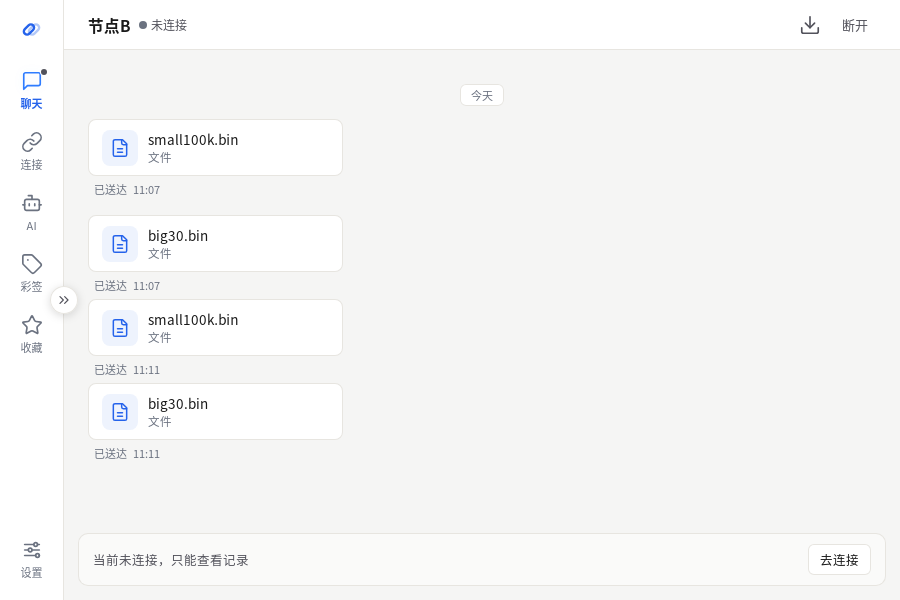 节点B
未连接
断开
聊天
连接
AI
彩签
收藏
设置
今天
small100k.bin
文件
已送达 11:07
big30.bin
文件
已送达 11:07
small100k.bin
文件
已送达 11:11
big30.bin
文件
已送达 11:11
当前未连接，只能查看记录
去连接